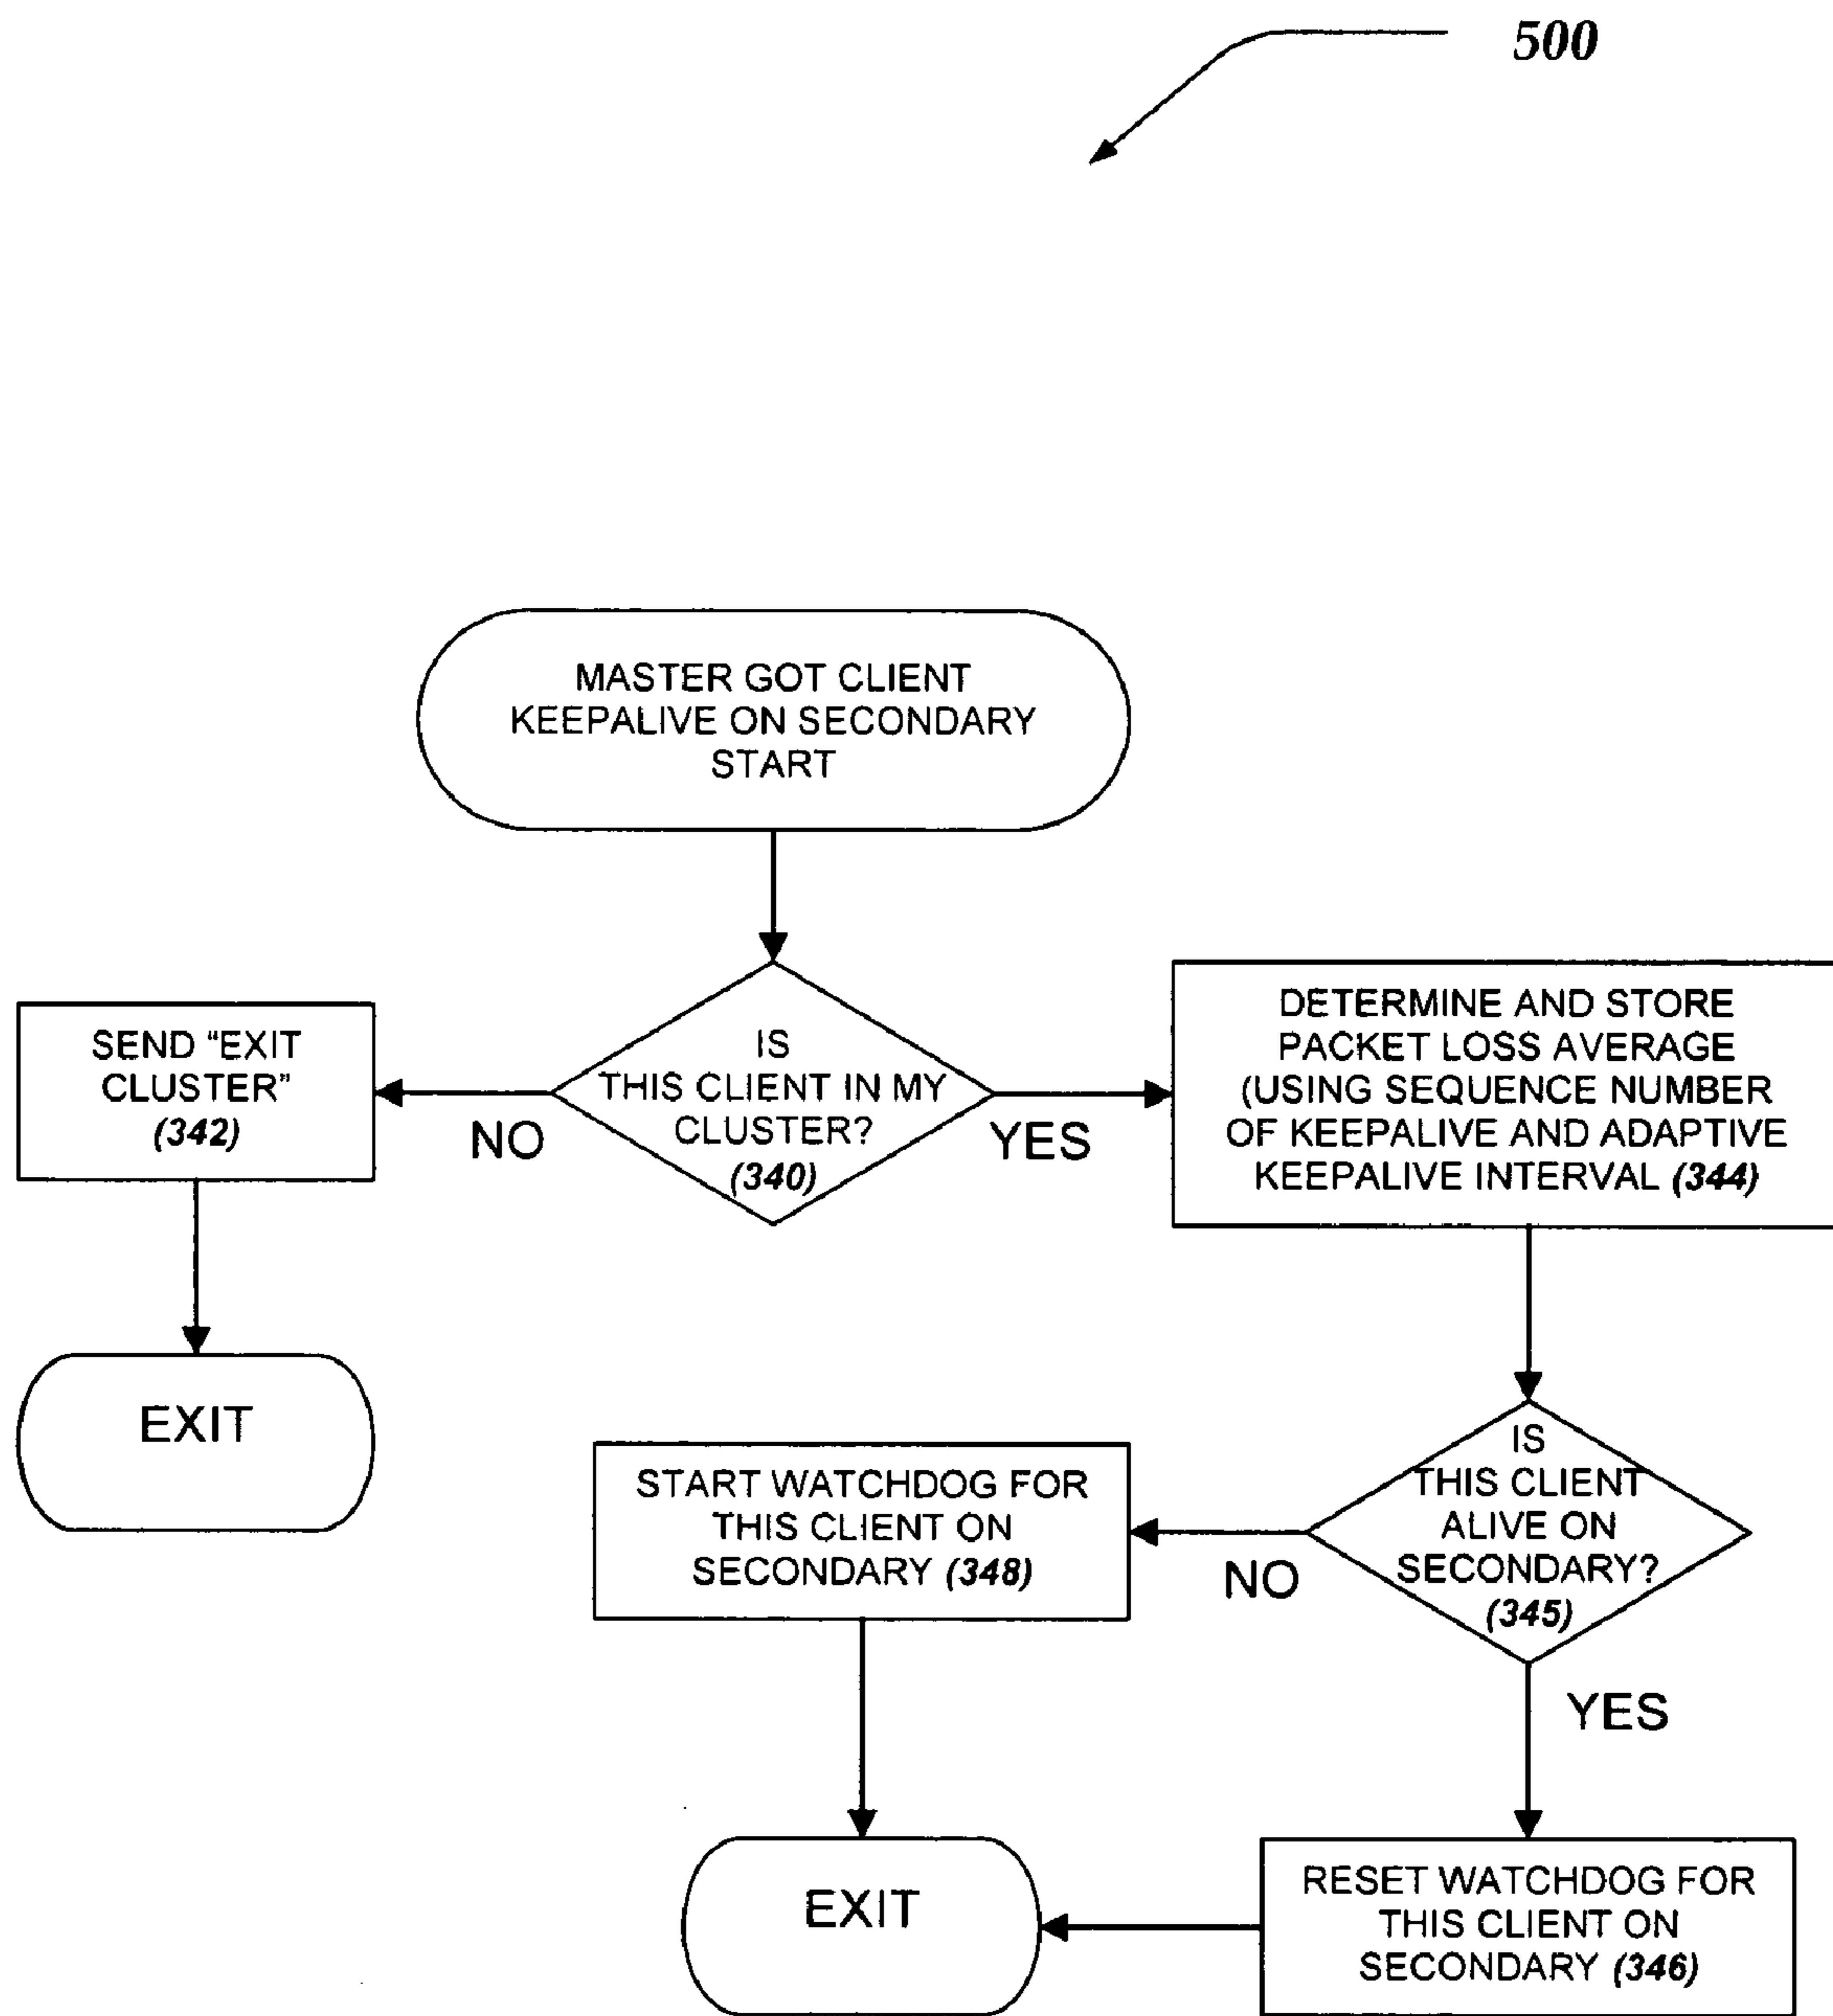 500
MASTER GOT CLIENT
KEEPALIVE ON SECONDARY
START
IS
THIS CLIENT IN MY
CLUSTER?
(340)
NO
YES
SEND "EXIT
CLUSTER"
(342)
EXIT
DETERMINE AND STORE
PACKET LOSS AVERAGE
(USING SEQUENCE NUMBER
OF KEEPALIVE AND ADAPTIVE
KEEPALIVE INTERVAL (344)
IS
THIS CLIENT
ALIVE ON
SECONDARY?
(345)
NO
YES
START WATCHDOG FOR
THIS CLIENT ON
SECONDARY (348)
RESET WATCHDOG FOR
THIS CLIENT ON
SECONDARY (346)
EXIT